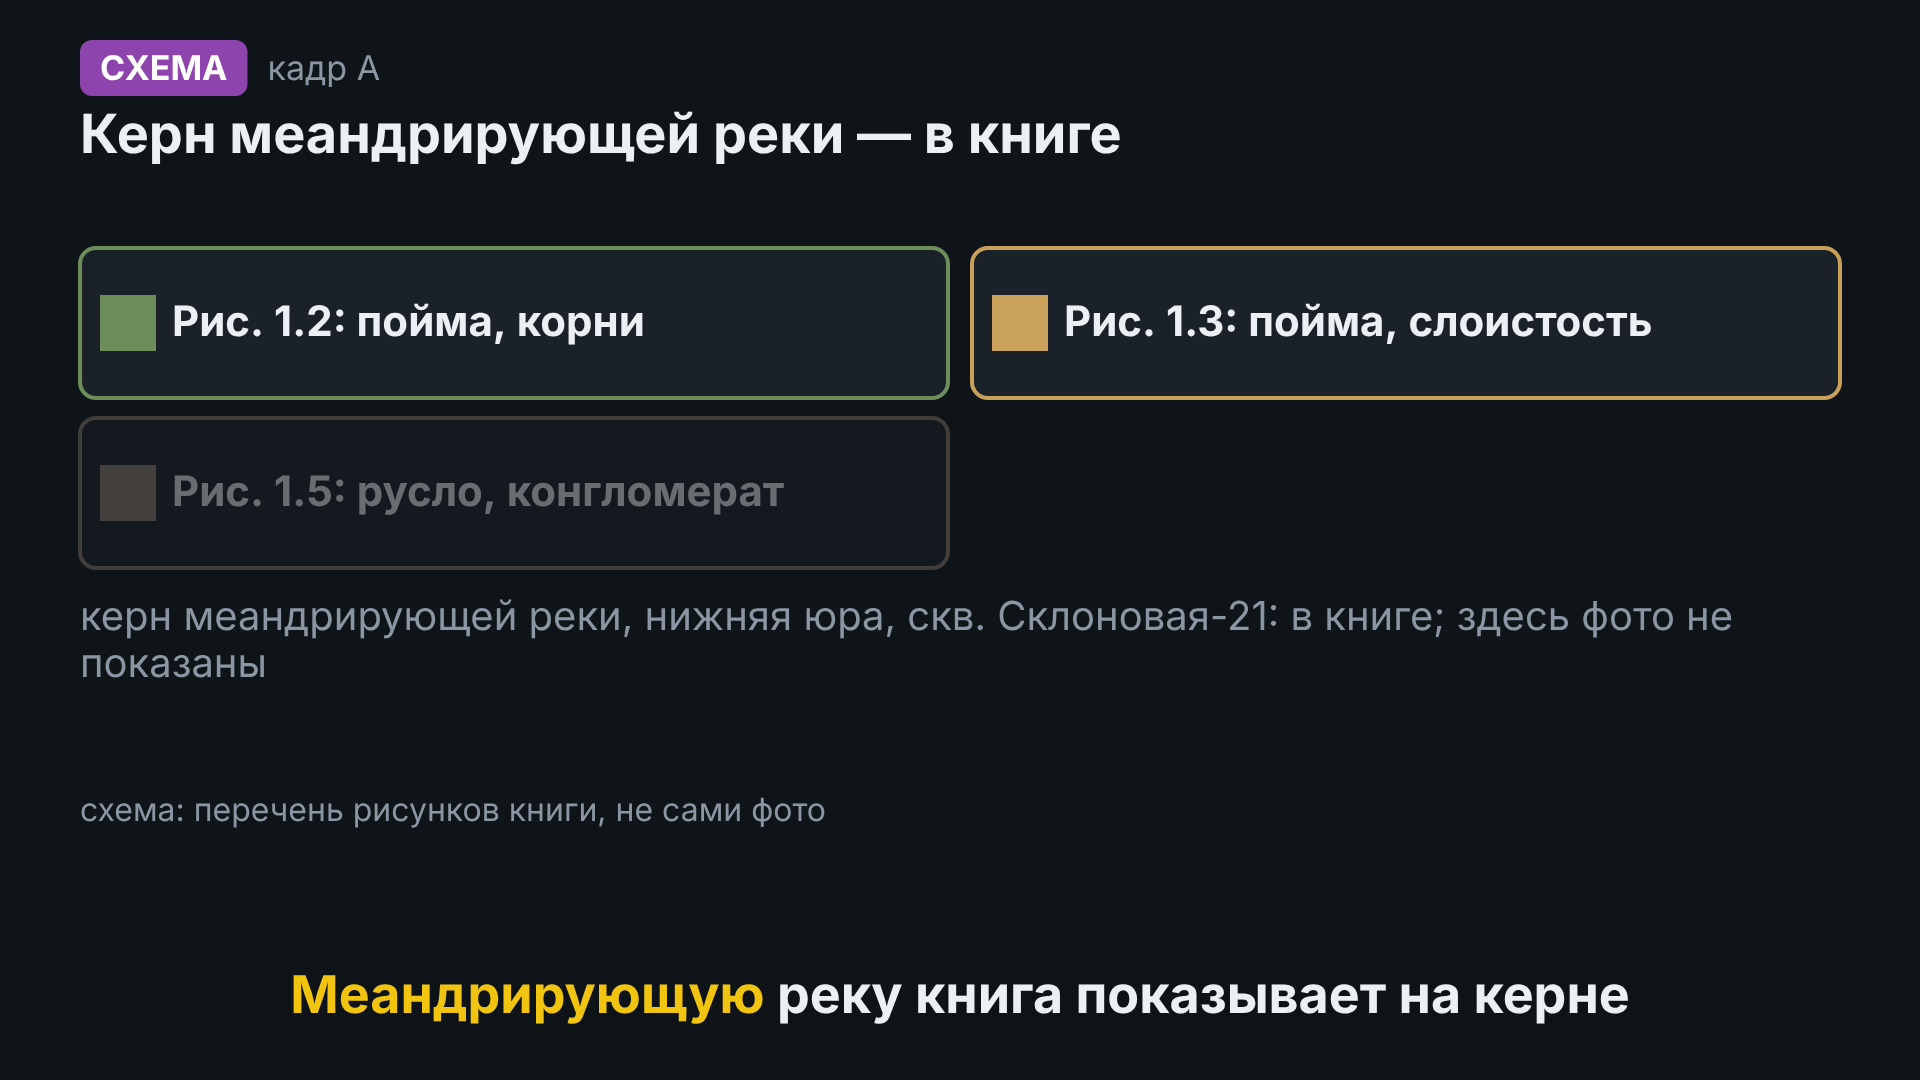 СХЕМА кадр А
Керн меандрирующей реки — в книге
Рис. 1.2: пойма, корни
Рис. 1.3: пойма, слоистость
Рис. 1.5: русло, конгломерат
керн меандрирующей реки, нижняя юра, скв. Склоновая-21: в книге; здесь фото не
показаны
схема: перечень рисунков книги, не сами фото
Меандрирующую реку книга показывает на керне